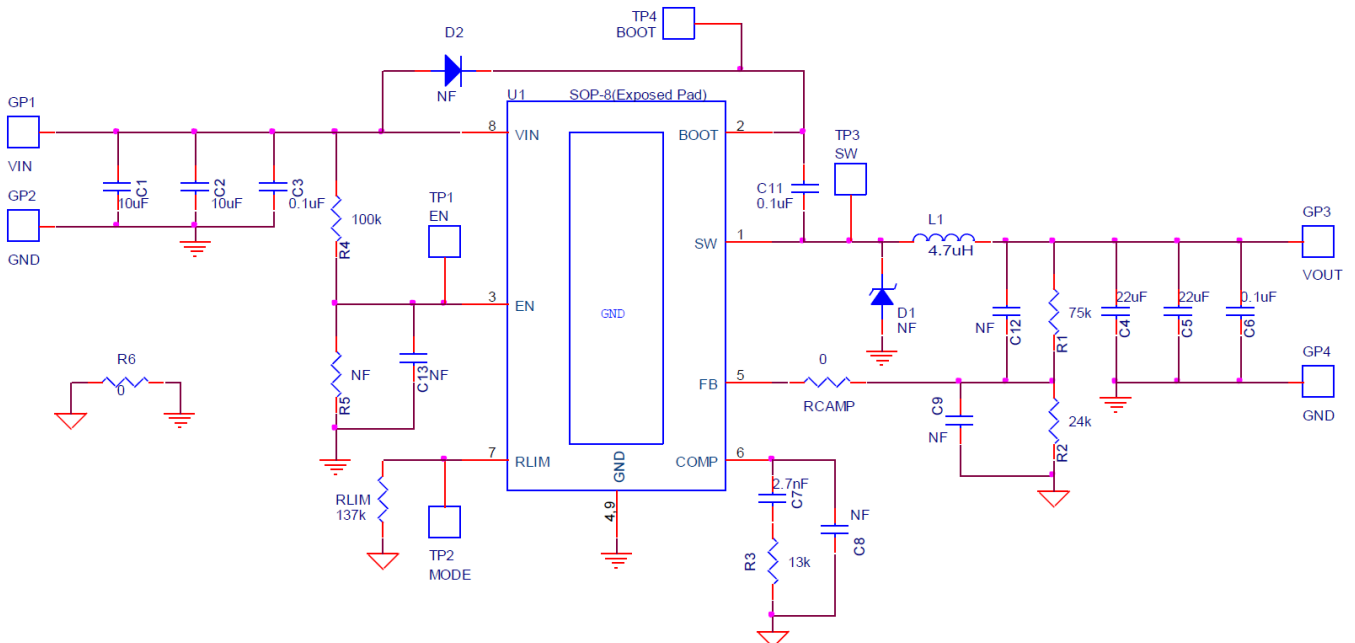 TP4
BOOT
D2
NF
U1
SOP-8(Exposed Pad)
GP1
VIN
8
VIN
BOOT
2
TP3
SW
C1
10uF
C2
10uF
C3
0.1uF
GP2
GND
100k
R4
TP1
EN
C11
0.1uF
L1
4.7uH
GP3
VOUT
SW
1
3
EN
GND
D1
NF
NF
C12
75k
R1
22uF
C4
22uF
C5
0.1uF
C6
R6
0
NF
R5
C13
NF
FB
5
0
RCAMP
C9
NF
24k
R2
GP4
GND
7
RLIM
GND
COMP
6
RLIM
137k
TP2
MODE
4,9
2.7nF
C7
NF
C8
R3
13k